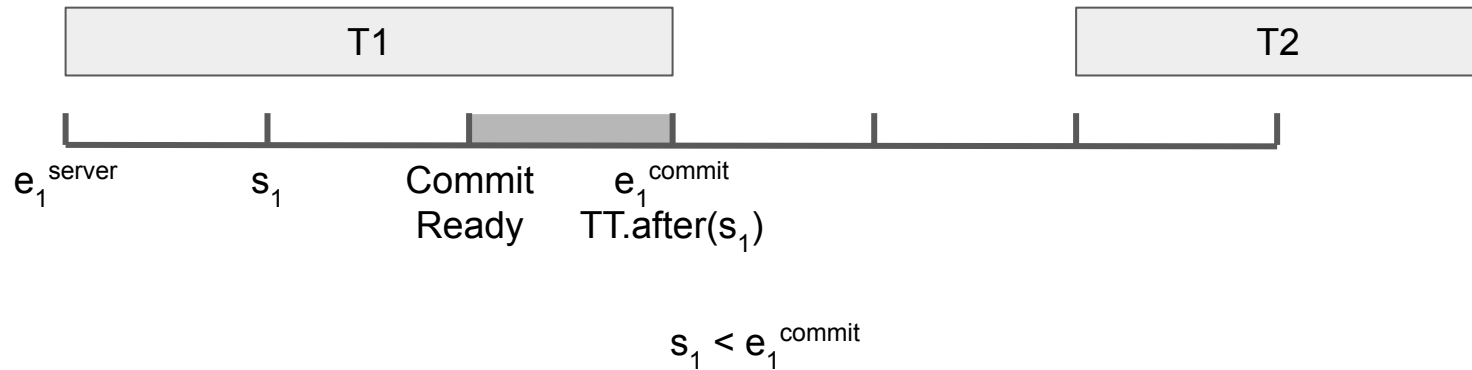 T1 T2
e₁ˢᵉʳᵛᵉʳ s₁ Commit e₁ᶜᵒᵐᵐⁱᵗ
Ready TT.after(s₁)
s₁ < e₁ᶜᵒᵐᵐⁱᵗ